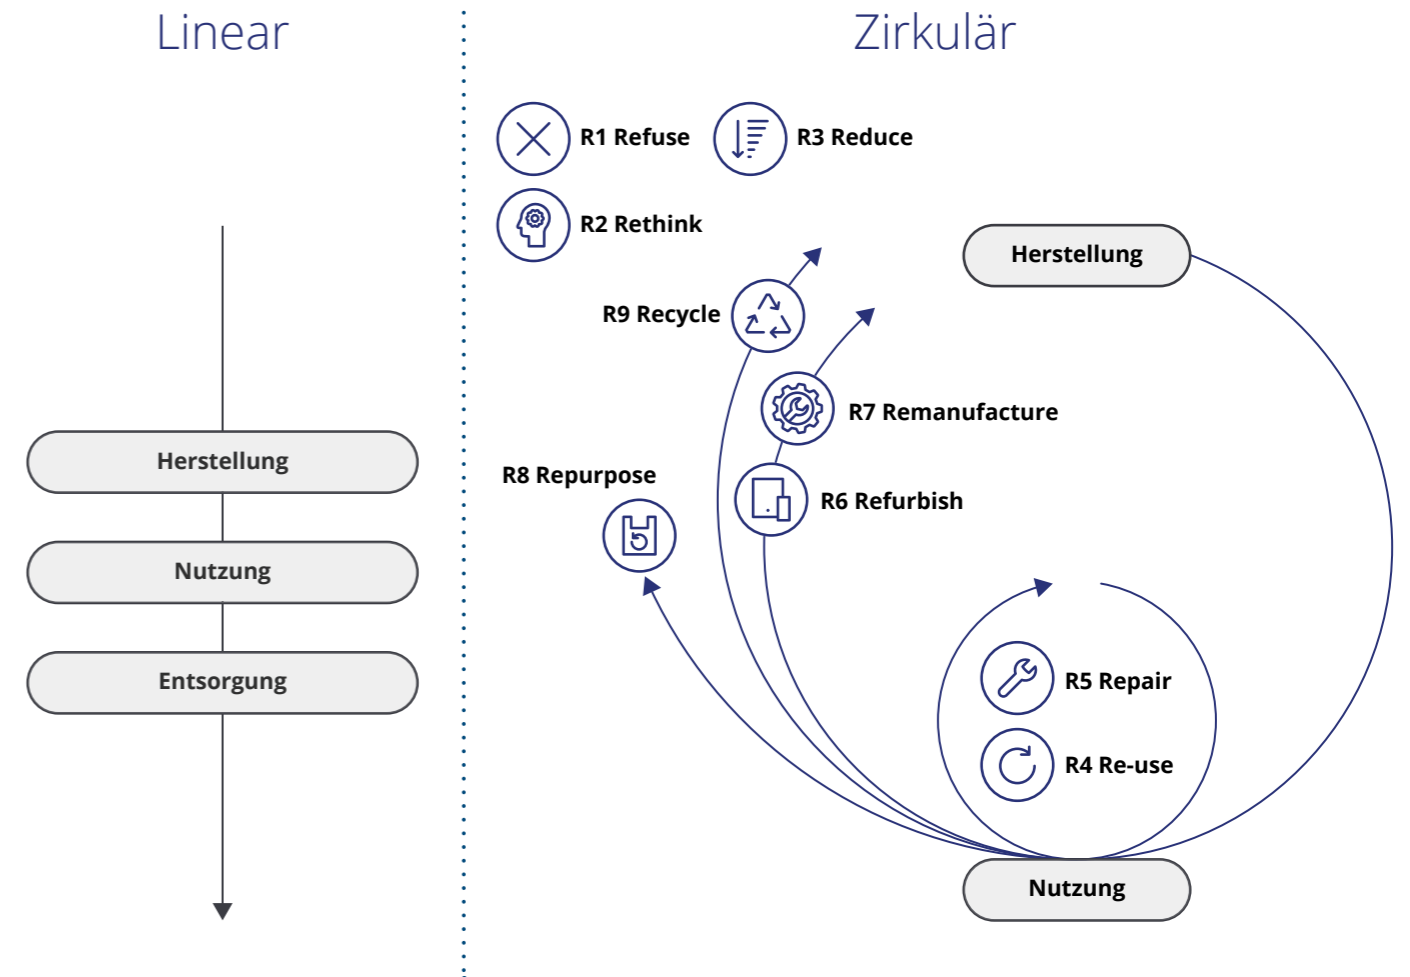 Linear
Herstellung
Nutzung
Entsorgung
Zirkulär
R1 Refuse
R3 Reduce
R2 Rethink
Herstellung
R9 Recycle
R7 Remanufacture
R8 Repurpose
R6 Refurbish
R5 Repair
R4 Re-use
Nutzung